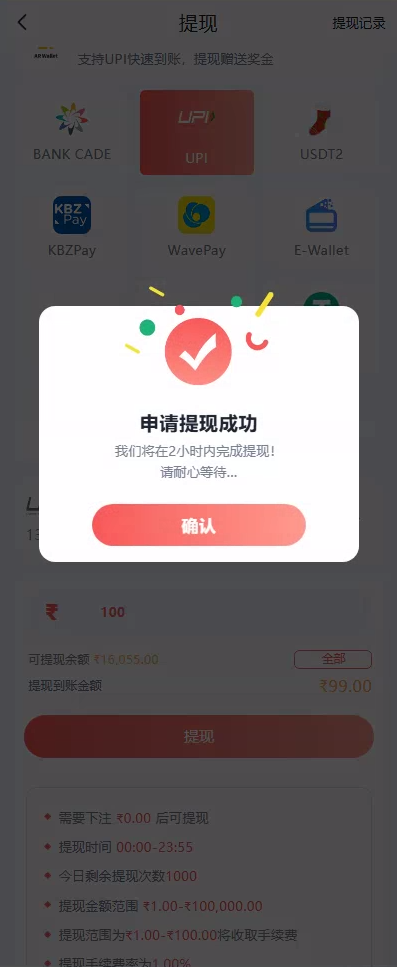 提现
提现记录
AR Wallet
支持UPI快速到账，提现赠送奖金
UPI
BANK CADE
UPI
USDT2
KBZ
Pay
KBZPay
WavePay
E-Wallet
申请提现成功
我们将在2小时内完成提现！
请耐心等待...
确认
₹ 100
可提现余额 ₹16,055.00
全部
提现到账金额
₹99.00
提现
需要下注 ₹0.00 后可提现
提现时间 00:00-23:55
今日剩余提现次数1000
提现金额范围 ₹1.00-₹100,000.00
提现范围为₹1.00-₹100.00将收取手续费
提现手续费率为1.00%